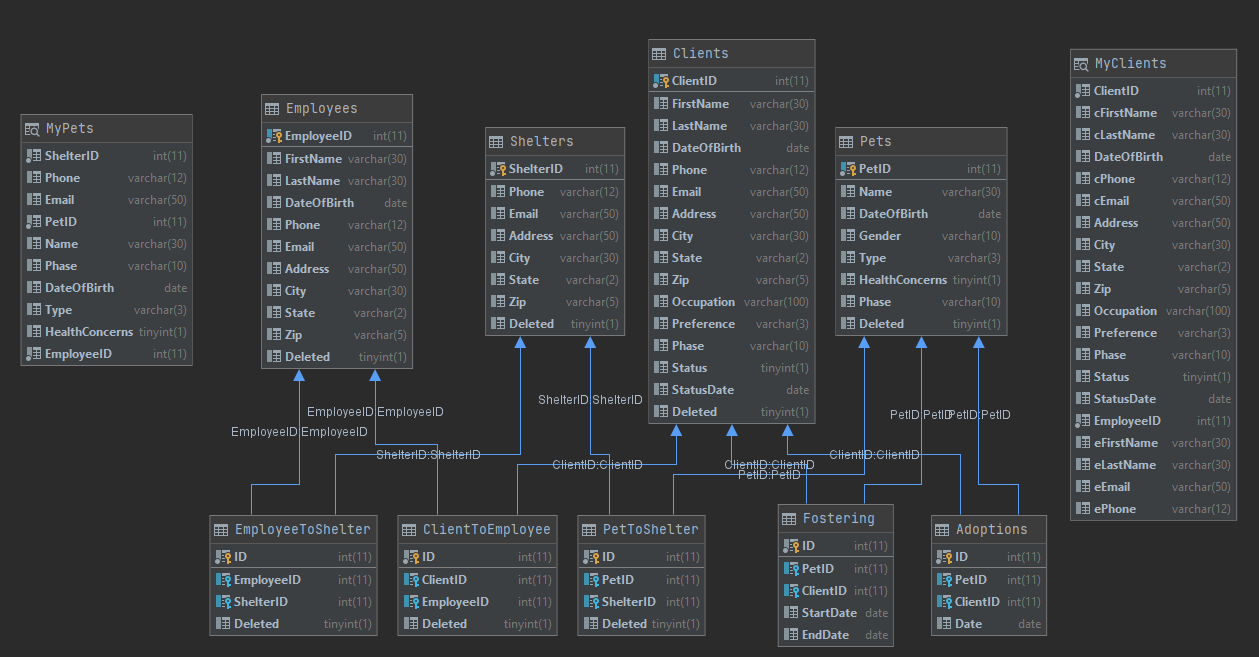 MyPets
ShelterID int(11)
Phone varchar(12)
Email varchar(50)
PetID int(11)
Name varchar(30)
Phase varchar(10)
DateOfBirth date
Type varchar(3)
HealthConcerns tinyint(1)
EmployeeID int(11)
Employees
EmployeeID int(11)
FirstName varchar(30)
LastName varchar(30)
DateOfBirth date
Phone varchar(12)
Email varchar(50)
Address varchar(50)
City varchar(30)
State varchar(2)
Zip varchar(5)
Deleted tinyint(1)
Shelters
ShelterID int(11)
Phone varchar(12)
Email varchar(50)
Address varchar(50)
City varchar(30)
State varchar(2)
Zip varchar(5)
Deleted tinyint(1)
Clients
ClientID int(11)
FirstName varchar(30)
LastName varchar(30)
DateOfBirth date
Phone varchar(12)
Email varchar(50)
Address varchar(50)
City varchar(30)
State varchar(2)
Zip varchar(5)
Occupation varchar(100)
Preference varchar(3)
Phase varchar(10)
Status tinyint(1)
StatusDate date
Deleted tinyint(1)
Pets
PetID int(11)
Name varchar(30)
DateOfBirth date
Gender varchar(10)
Type varchar(3)
HealthConcerns tinyint(1)
Phase varchar(10)
Deleted tinyint(1)
MyClients
ClientID int(11)
cFirstName varchar(30)
cLastName varchar(30)
DateOfBirth date
cPhone varchar(12)
cEmail varchar(50)
Address varchar(50)
City varchar(30)
State varchar(2)
Zip varchar(5)
Occupation varchar(100)
Preference varchar(3)
Phase varchar(10)
Status tinyint(1)
StatusDate date
EmployeeID int(11)
eFirstName varchar(30)
eLastName varchar(30)
eEmail varchar(50)
ePhone varchar(12)
ShelterID:ShelterID
EmployeeID:EmployeeID
PetID:PetID
PetID:PetID
EmployeeID:EmployeeID
ShelterID:ShelterID
ClientID:ClientID
ClientID:ClientID
ClientID:ClientID
PetID:PetID
EmployeeToShelter
ID int(11)
EmployeeID int(11)
ShelterID int(11)
Deleted tinyint(1)
ClientToEmployee
ID int(11)
ClientID int(11)
EmployeeID int(11)
Deleted tinyint(1)
PetToShelter
ID int(11)
PetID int(11)
ShelterID int(11)
Deleted tinyint(1)
Fostering
ID int(11)
PetID int(11)
ClientID int(11)
StartDate date
EndDate date
Adoptions
ID int(11)
PetID int(11)
ClientID int(11)
Date date